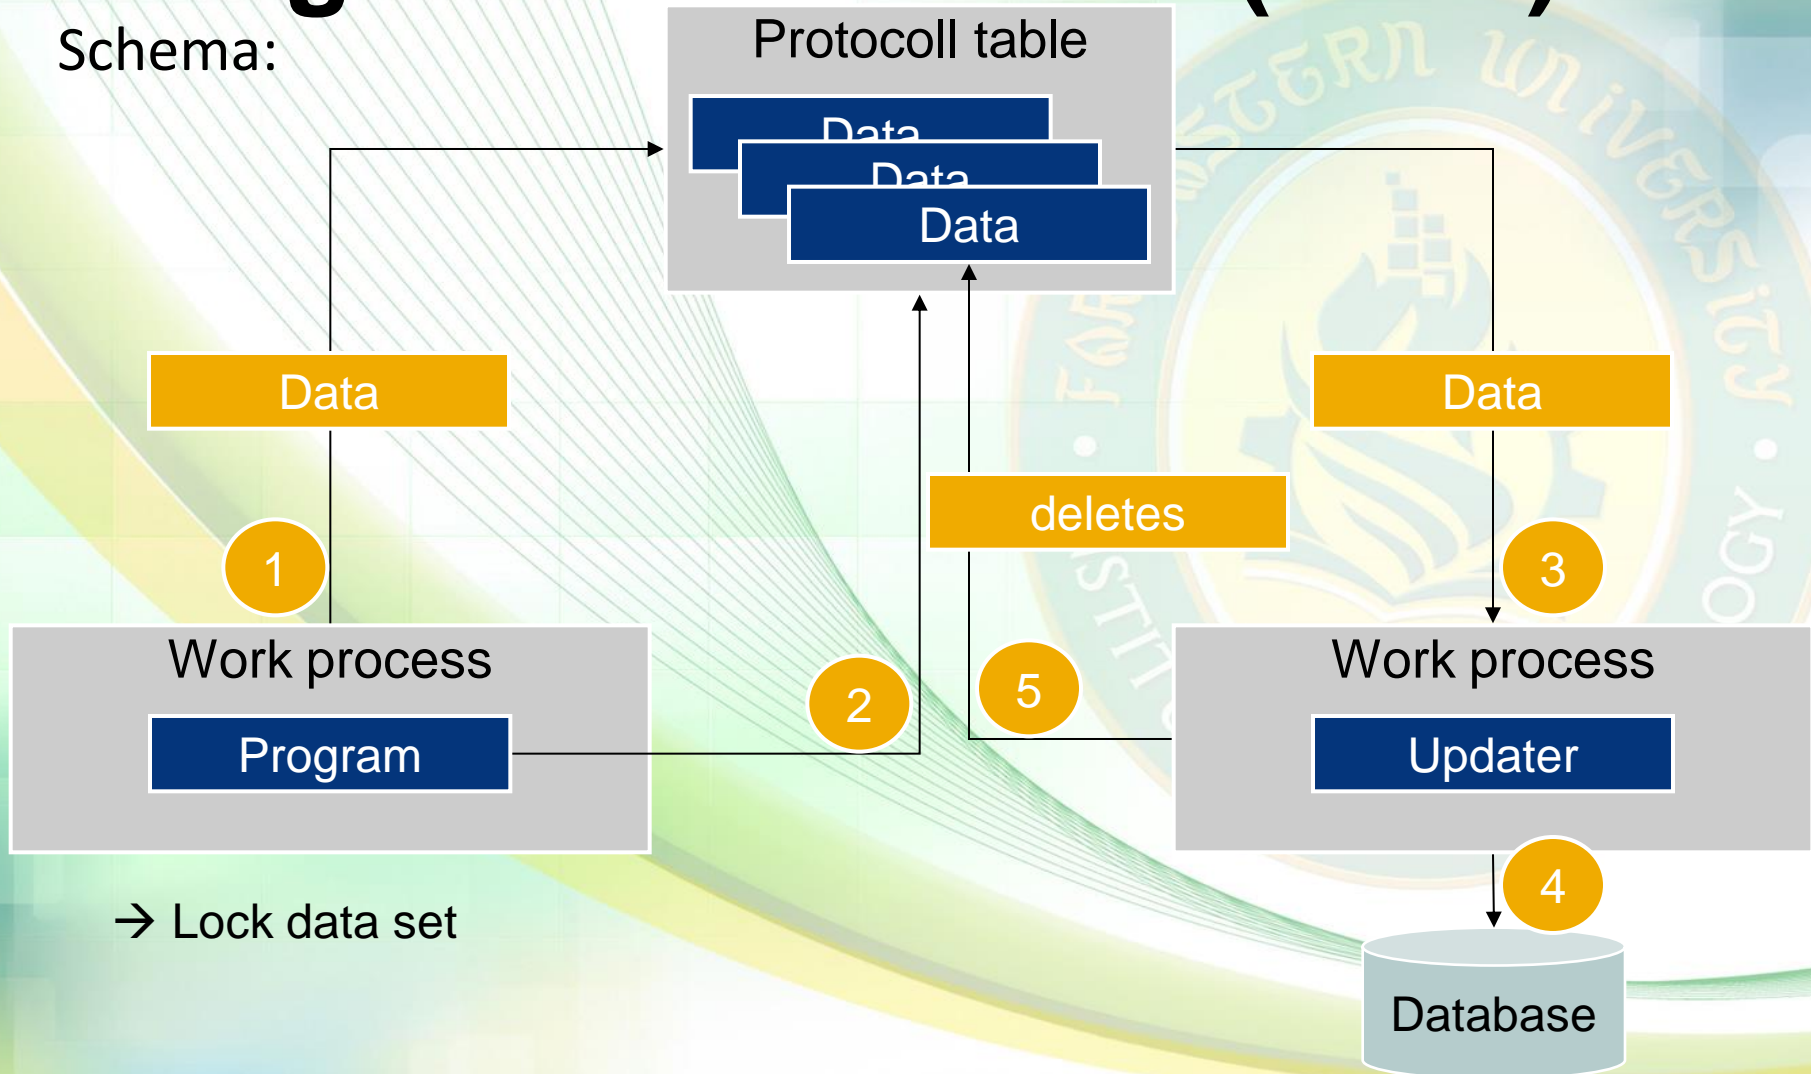 Schema:
Protocoll table
Data
Data
Data
Data
Data
deletes
1
3
Work process
2
5
Work process
Program
Updater
4
→ Lock data set
Database